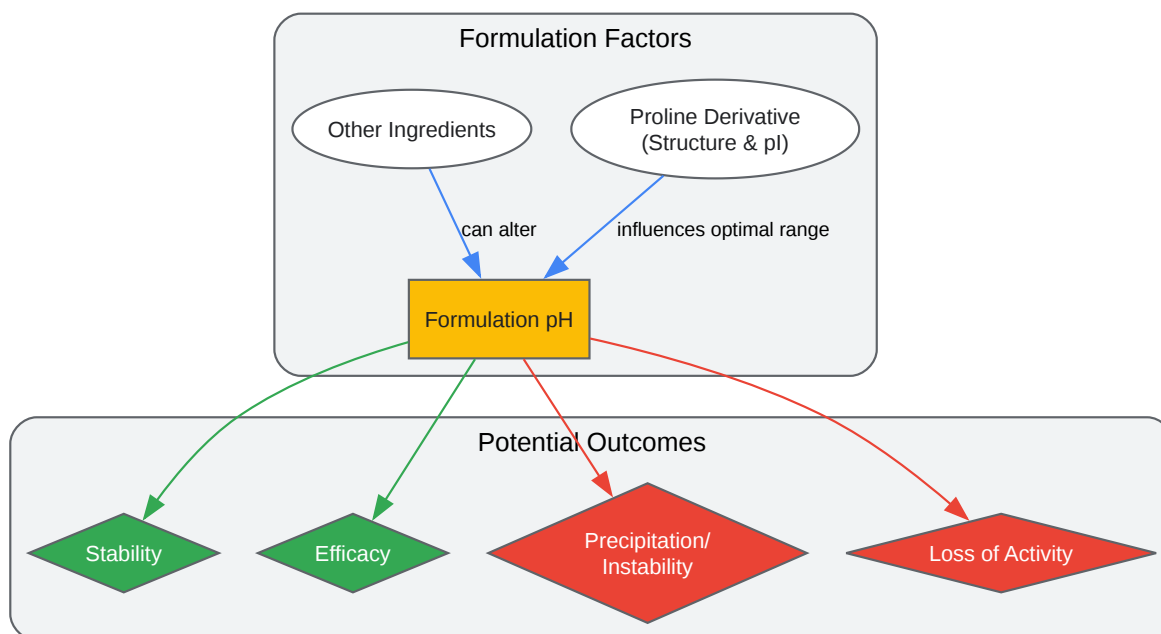 Formulation Factors
Other Ingredients
Proline Derivative
(Structure & pI)
can alter
influences optimal range
Formulation pH
Potential Outcomes
Stability
Efficacy
Precipitation/
Instability
Loss of Activity